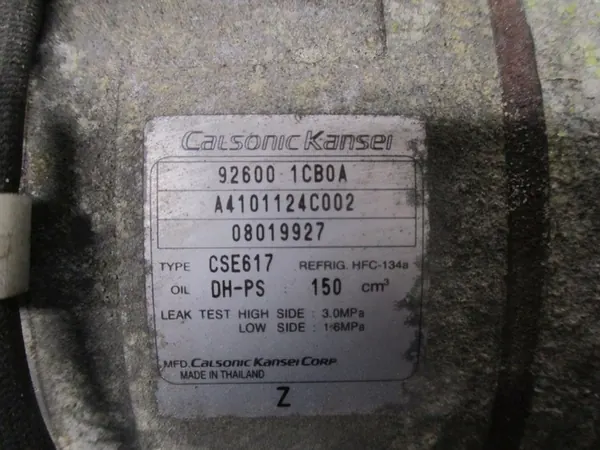 Calsonic Kansei
92600 1CB0A
A4101124C002
08019927
TYPE CSE617 REFRIG. HFC-134a
OIL DH-PS : 150 cm³
LEAK TEST HIGH SIDE : 3.0MPa
LOW SIDE : 1.6MPa
MFD. Calsonic Kansei Corp
MADE IN THAILAND
Z